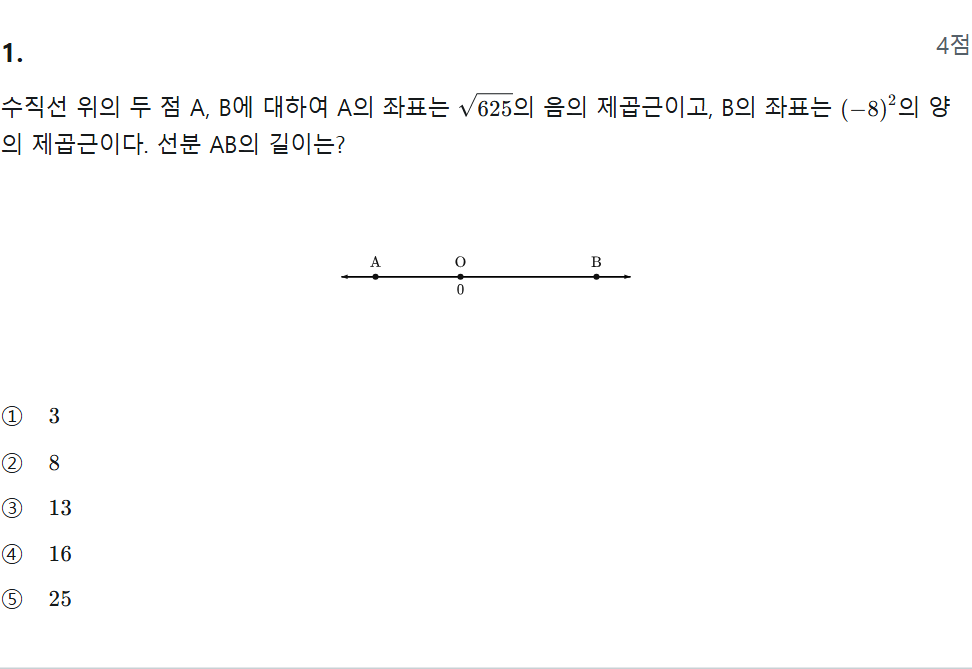 4점
1.
수직선 위의 두 점 A, B에 대하여 A의 좌표는 √625의 음의 제곱근이고, B의 좌표는 (−8)²의 양
의 제곱근이다. 선분 AB의 길이는?
A O B
0
① 3
② 8
③ 13
④ 16
⑤ 25